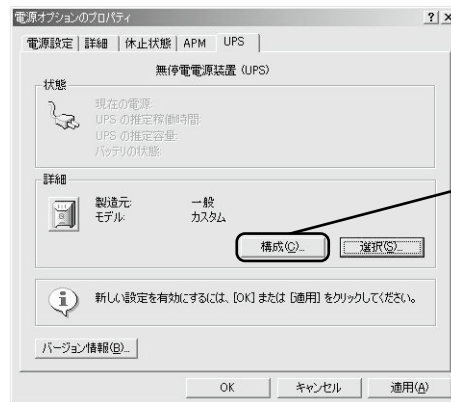 電源オプションのプロパティ
? ×
電源設定 詳細 休止状態 APM UPS
無停電電源装置 (UPS)
状態
現在の電源:
UPS の推定稼働時間:
UPS の推定容量:
バッテリの状態:
詳細
製造元: 一般
モデル: カスタム
構成(C)... 選択(S)...
新しい設定を有効にするには、[OK] または [適用] をクリックしてください。
バージョン情報(B)...
OK キャンセル 適用(A)